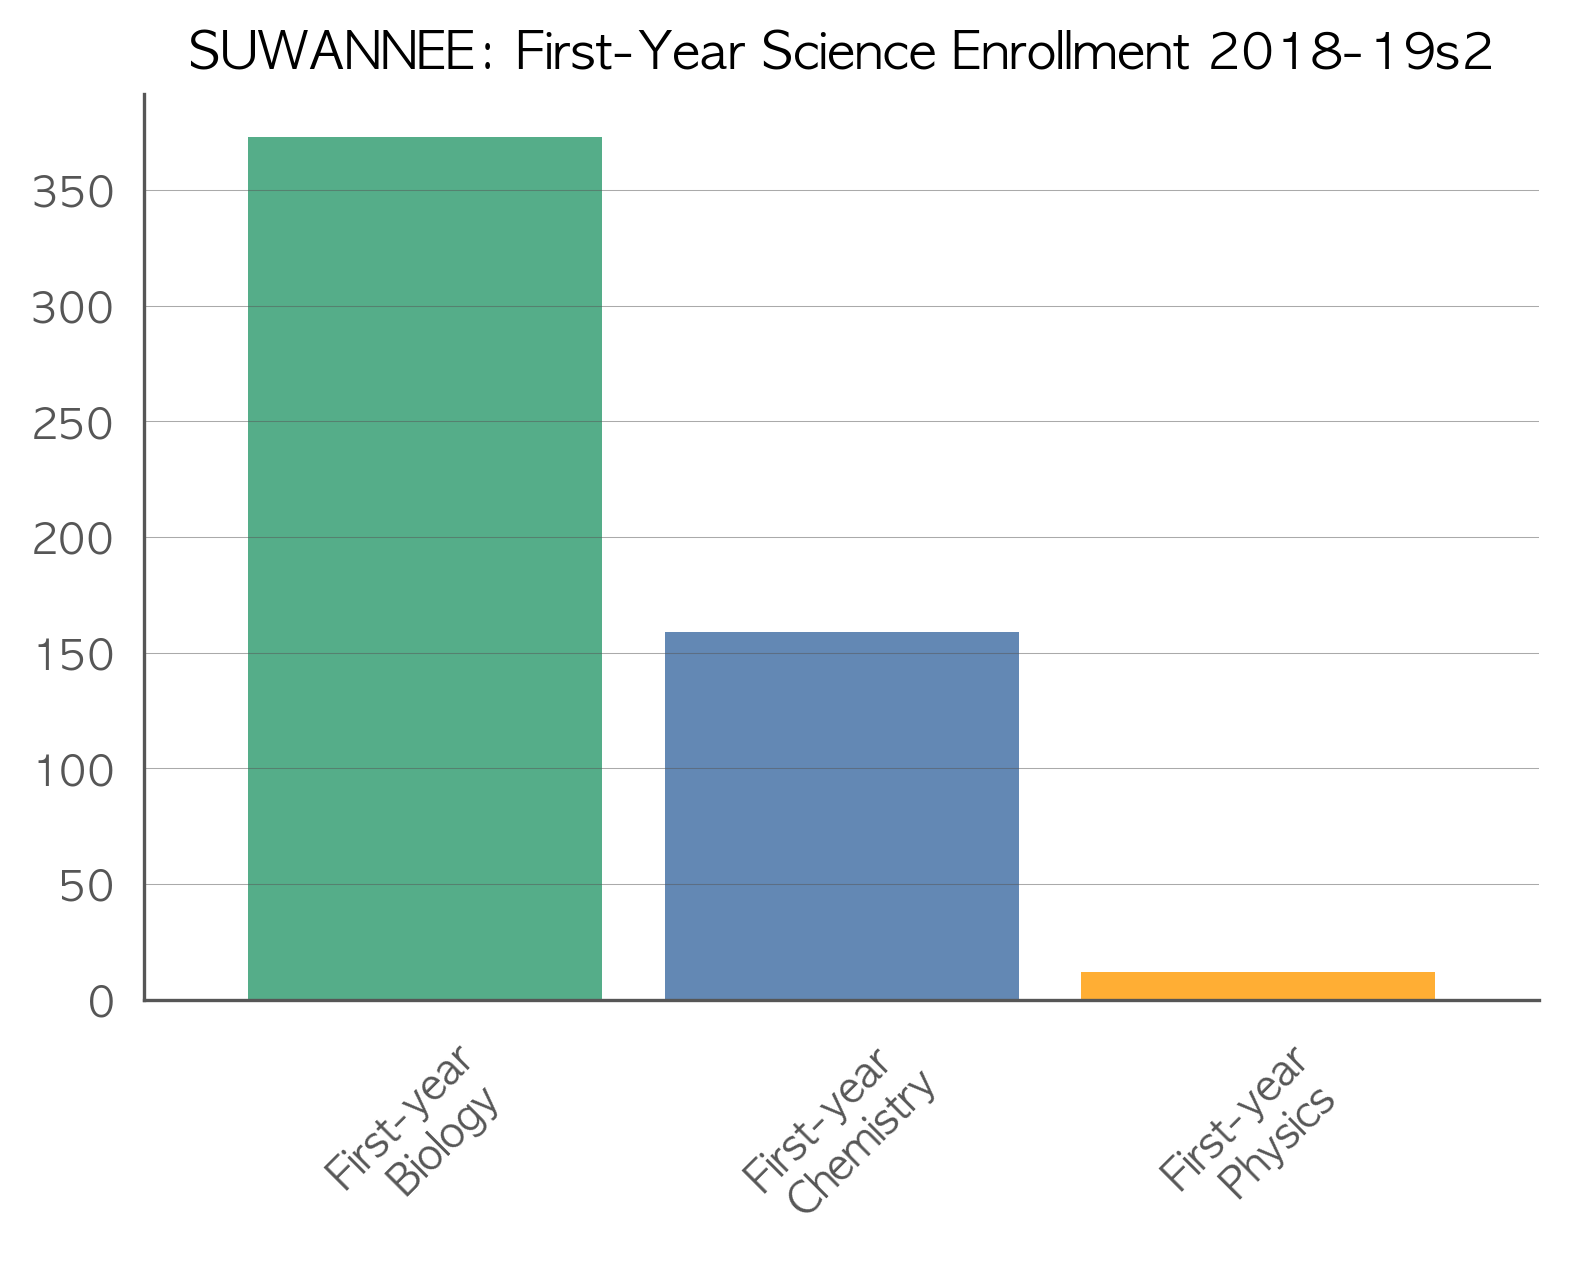 SUWANNEE: First-Year Science Enrollment 2018-19s2
350
300
250
200
150
100
50
0
First-year
Biology
First-year
Chemistry
First-year
Physics